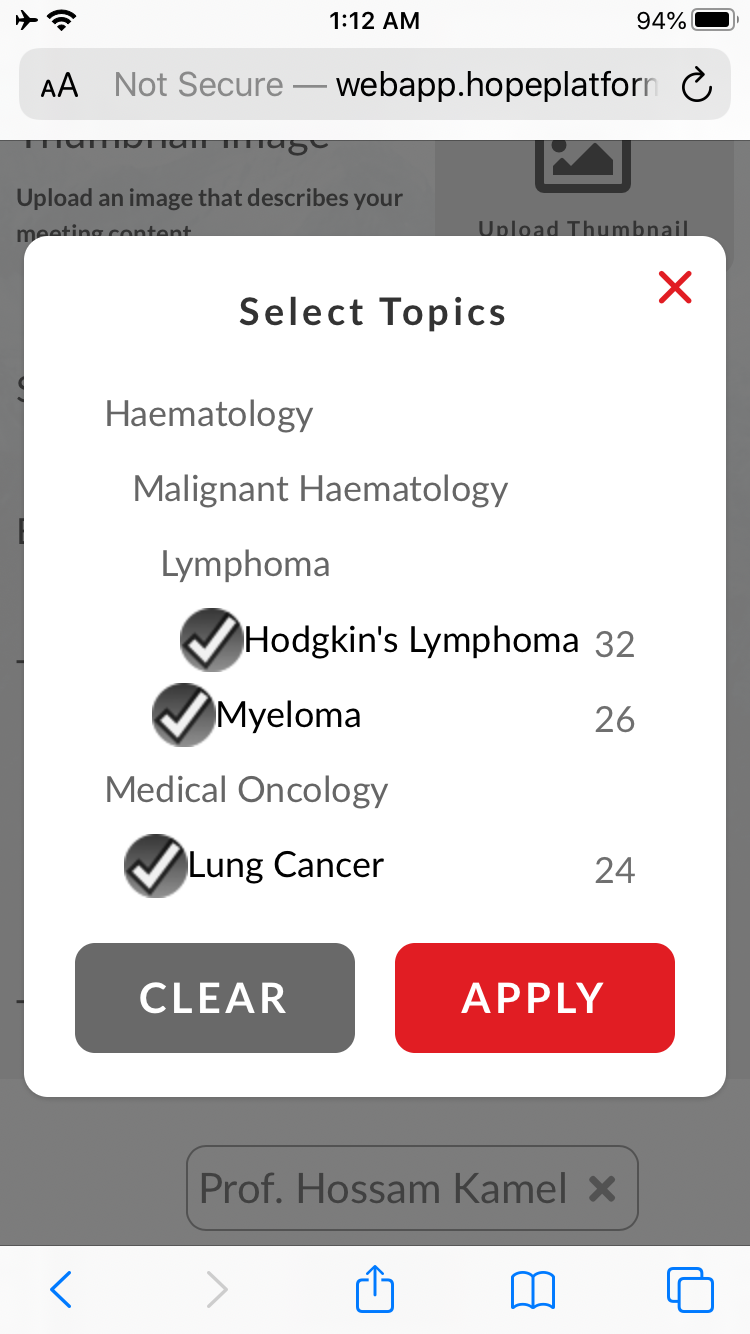 1:12 AM
94%
AA
Not Secure — webapp.hopeplatform
Thumbnail Image
Upload an image that describes your
meeting content
Upload Thumbnail
Select Topics
Haematology
Malignant Haematology
Lymphoma
Hodgkin's Lymphoma 32
Myeloma 26
Medical Oncology
Lung Cancer 24
CLEAR
APPLY
Prof. Hossam Kamel